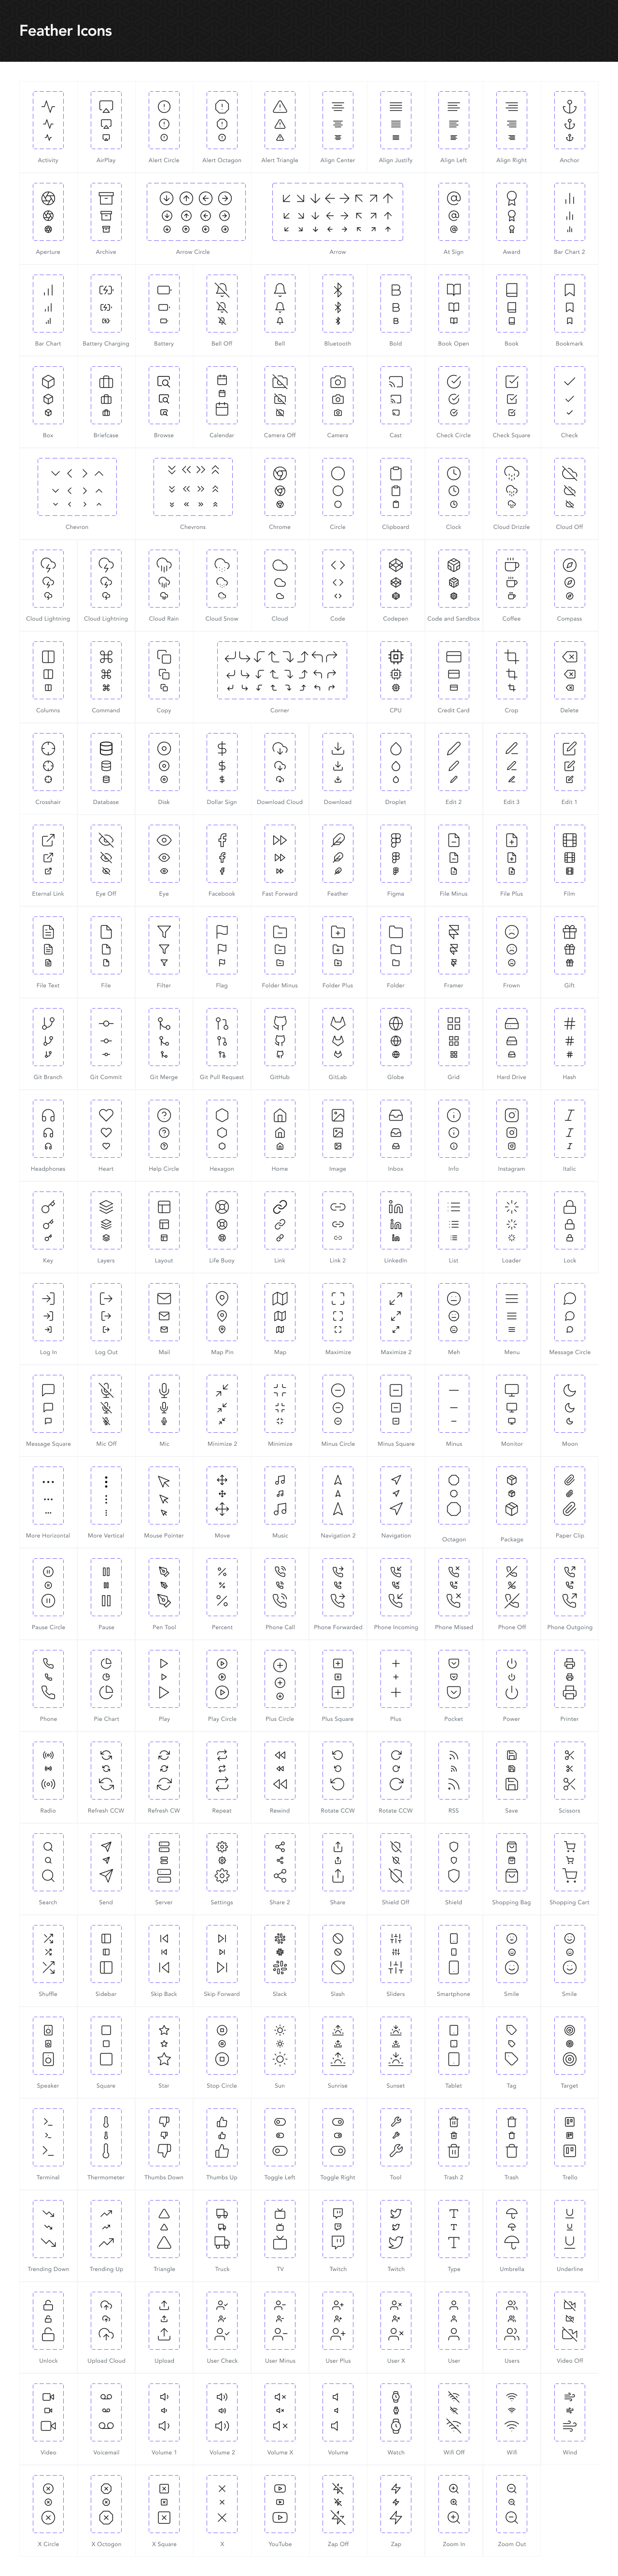 Feather Icons
Activity AirPlay Alert Circle Alert Octagon Alert Triangle Align Center Align Justify Align Left Align Right Anchor
Aperture Archive Arrow Circle Arrow At Sign Award Bar Chart 2
Bar Chart Battery Charging Battery Bell Off Bell Bluetooth Bold Book Open Book Bookmark
Box Briefcase Browse Calendar Camera Off Camera Cast Check Circle Check Square Check
Chevron Chevrons Chrome Circle Clipboard Clock Cloud Drizzle Cloud Off
Cloud Lightning Cloud Lightning Cloud Rain Cloud Snow Cloud Code Codepen Code and Sandbox Coffee Compass
Columns Command Copy Corner CPU Credit Card Crop Delete
Crosshair Database Disk Dollar Sign Download Cloud Download Droplet Edit 2 Edit 3 Edit 1
Eternal Link Eye Off Eye Facebook Fast Forward Feather Figma File Minus File Plus Film
File Text File Filter Flag Folder Minus Folder Plus Folder Framer Frown Gift
Git Branch Git Commit Git Merge Git Pull Request GitHub GitLab Globe Grid Hard Drive Hash
Headphones Heart Help Circle Hexagon Home Image Inbox Info Instagram Italic
Key Layers Layout Life Buoy Link Link 2 LinkedIn List Loader Lock
Log In Log Out Mail Map Pin Map Maximize Maximize 2 Meh Menu Message Circle
Message Square Mic Off Mic Minimize 2 Minimize Minus Circle Minus Square Minus Monitor Moon
More Horizontal More Vertical Mouse Pointer Move Music Navigation 2 Navigation Octagon Package Paper Clip
Pause Circle Pause Pen Tool Percent Phone Call Phone Forwarded Phone Incoming Phone Missed Phone Off Phone Outgoing
Phone Pie Chart Play Play Circle Plus Circle Plus Square Plus Pocket Power Printer
Radio Refresh CCW Refresh CW Repeat Rewind Rotate CCW Rotate CCW RSS Save Scissors
Search Send Server Settings Share 2 Share Shield Off Shield Shopping Bag Shopping Cart
Shuffle Sidebar Skip Back Skip Forward Slack Slash Sliders Smartphone Smile Smile
Speaker Square Star Stop Circle Sun Sunrise Sunset Tablet Tag Target
Terminal Thermometer Thumbs Down Thumbs Up Toggle Left Toggle Right Tool Trash 2 Trash Trello
Trending Down Trending Up Triangle Truck TV Twitch Twitch Type Umbrella Underline
Unlock Upload Cloud Upload User Check User Minus User Plus User X User Users Video Off
Video Voicemail Volume 1 Volume 2 Volume X Volume Watch Wifi Off Wifi Wind
X Circle X Octogon X Square X YouTube Zap Off Zap Zoom In Zoom Out